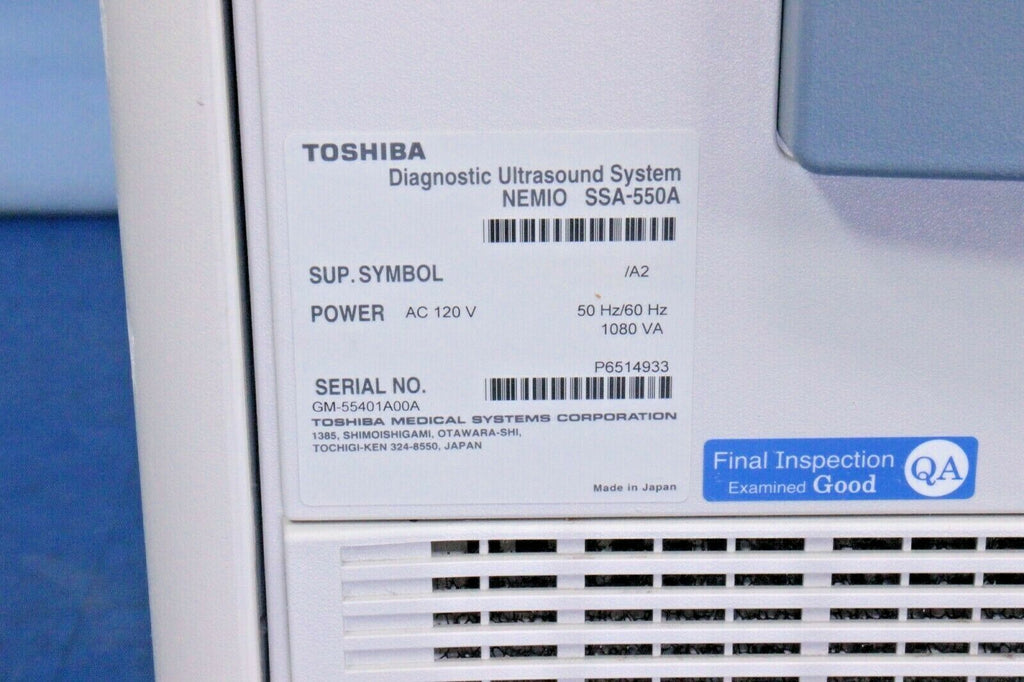 TOSHIBA
Diagnostic Ultrasound System
NEMIO SSA-550A
SUP. SYMBOL /A2
POWER AC 120 V 50 Hz/60 Hz
1080 VA
P6514933
SERIAL NO.
GM-55401A00A
TOSHIBA MEDICAL SYSTEMS CORPORATION
1385, SHIMOISHIGAMI, OTAWARA-SHI,
TOCHIGI-KEN 324-8550, JAPAN
Made in Japan
Final Inspection
Examined Good
QA